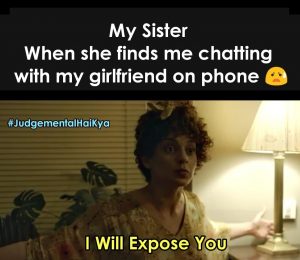 My Sister
When she finds me chatting
with my girlfriend on phone 😧
#JudgementalHaiKya
I Will Expose You